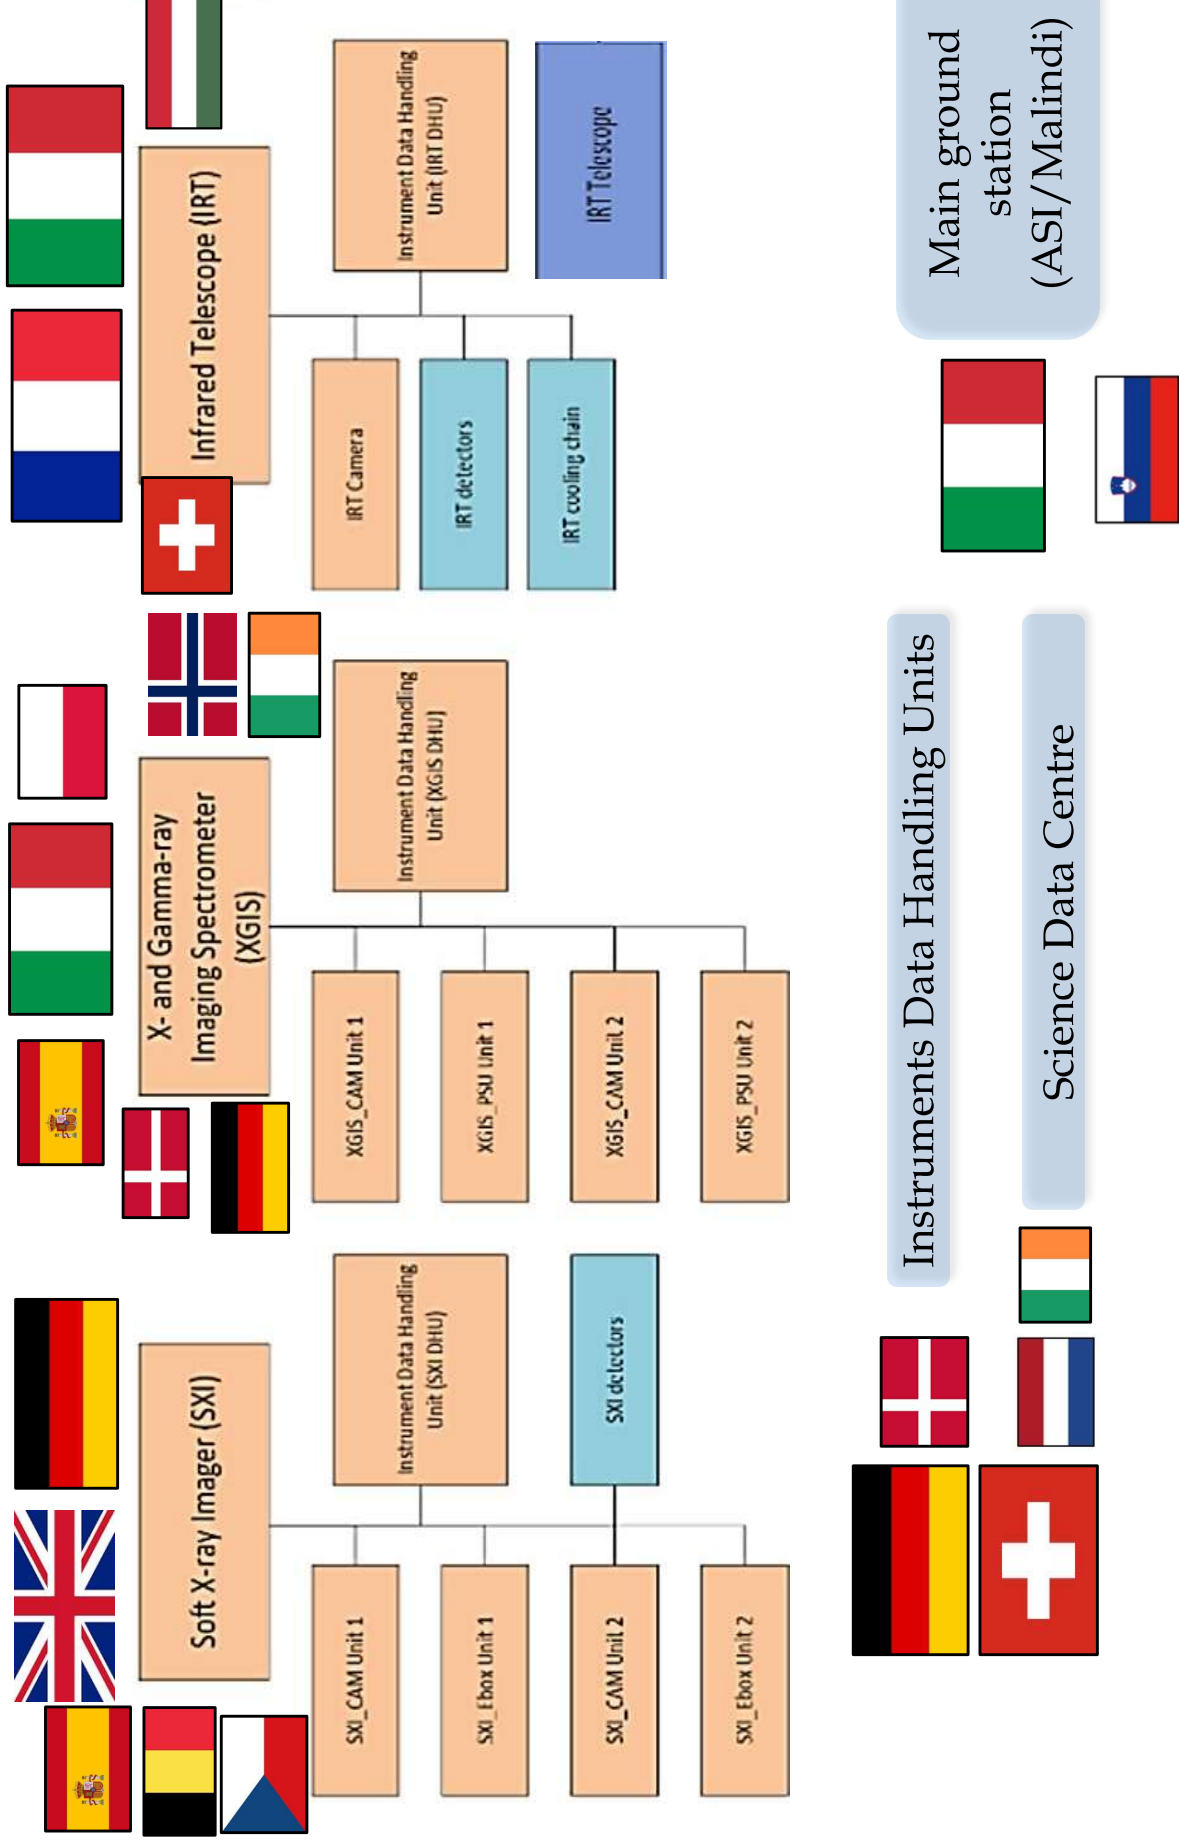 Soft X-ray Imager (SXI)
Instrument Data Handling
Unit (SXI DHU)
SXI_CAM Unit 1
SXI_Ebox Unit 1
SXI_CAM Unit 2
SXI_Ebox Unit 2
SXI detectors
X- and Gamma-ray
Imaging Spectrometer
(XGIS)
Instrument Data Handling
Unit (XGIS DHU)
XGIS_CAM Unit 1
XGIS_PSU Unit 1
XGIS_CAM Unit 2
XGIS_PSU Unit 2
Infrared Telescope (IRT)
Instrument Data Handling
Unit (IRT DHU)
IRT Camera
IRT detectors
IRT cooling chain
IRT Telescope
Instruments Data Handling Units
Science Data Centre
Main ground
station
(ASI/Malindi)